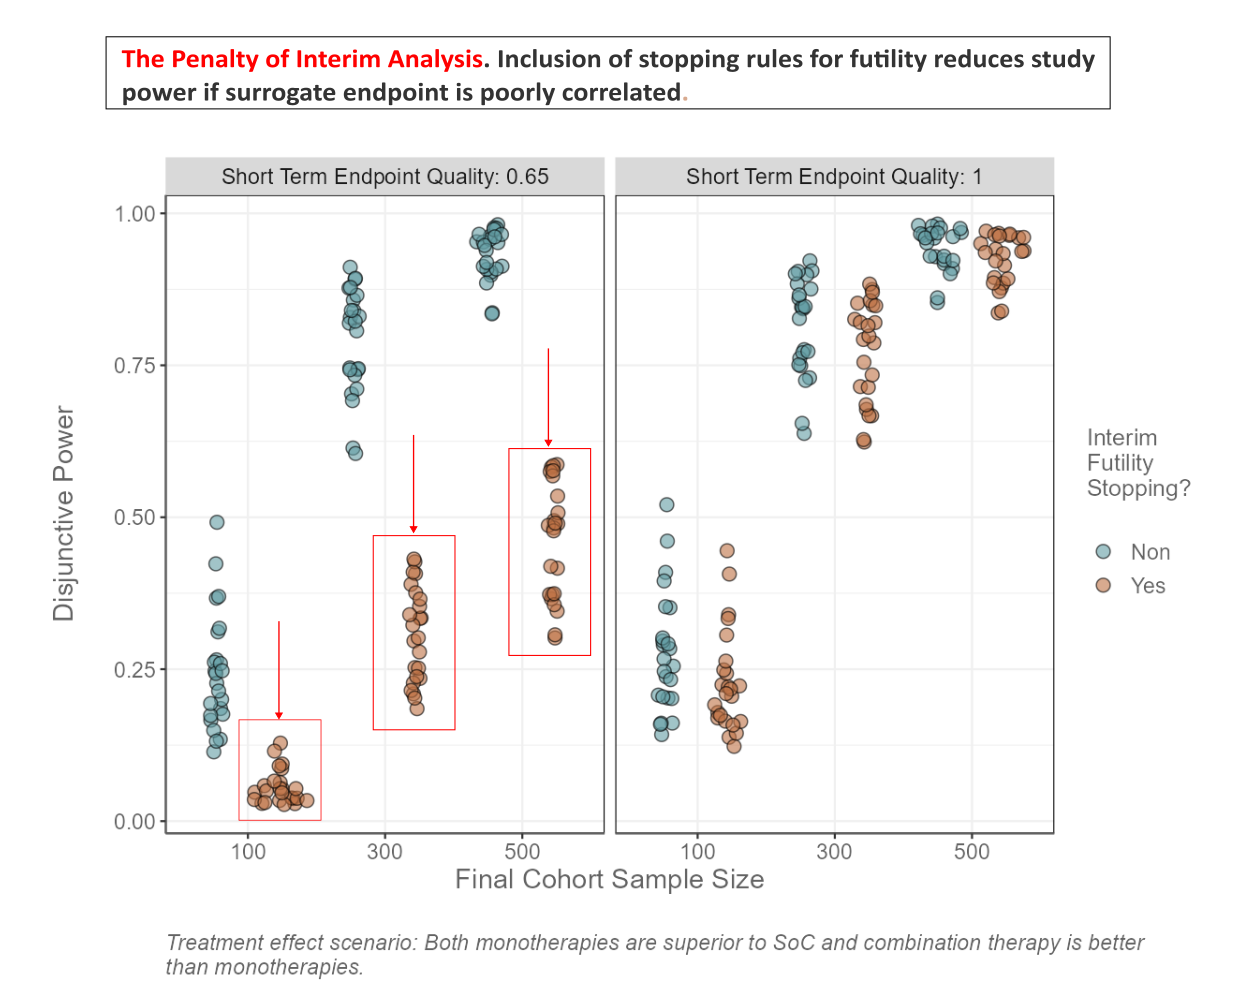 The Penalty of Interim Analysis. Inclusion of stopping rules for futility reduces study
power if surrogate endpoint is poorly correlated.
Short Term Endpoint Quality: 0.65
Short Term Endpoint Quality: 1
1.00
0.75
0.50
0.25
0.00
Disjunctive Power
100
300
500
100
300
500
Final Cohort Sample Size
Interim
Futility
Stopping?
Non
Yes
Treatment effect scenario: Both monotherapies are superior to SoC and combination therapy is better
than monotherapies.